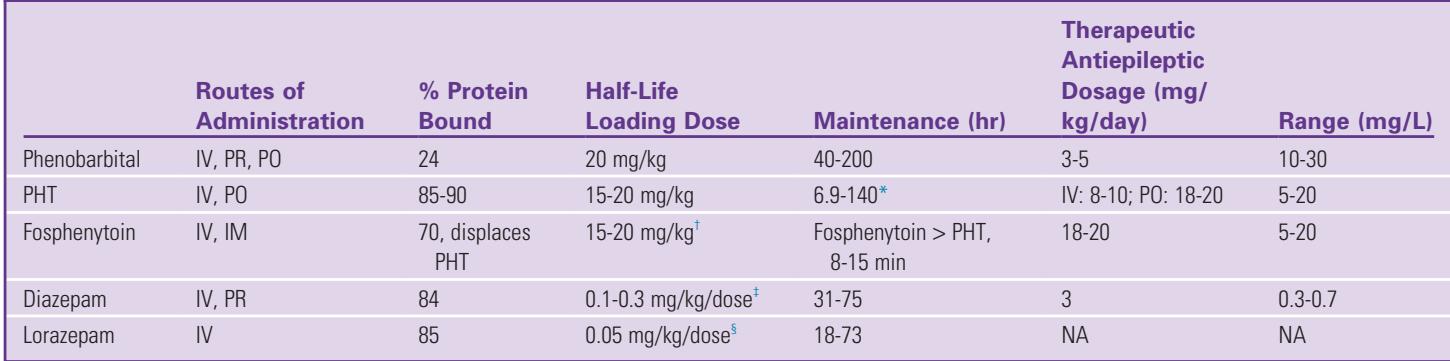 Routes of Administration % Protein Bound Half-Life Loading Dose Maintenance (hr) Therapeutic Antiepileptic Dosage (mg/kg/day) Range (mg/L)
Phenobarbital IV, PR, PO 24 20 mg/kg 40-200 3-5 10-30
PHT IV, PO 85-90 15-20 mg/kg 6.9-140* IV: 8-10; PO: 18-20 5-20
Fosphenytoin IV, IM 70, displaces PHT 15-20 mg/kg† Fosphenytoin > PHT, 8-15 min 18-20 5-20
Diazepam IV, PR 84 0.1-0.3 mg/kg/dose‡ 31-75 3 0.3-0.7
Lorazepam IV 85 0.05 mg/kg/dose§ 18-73 NA NA